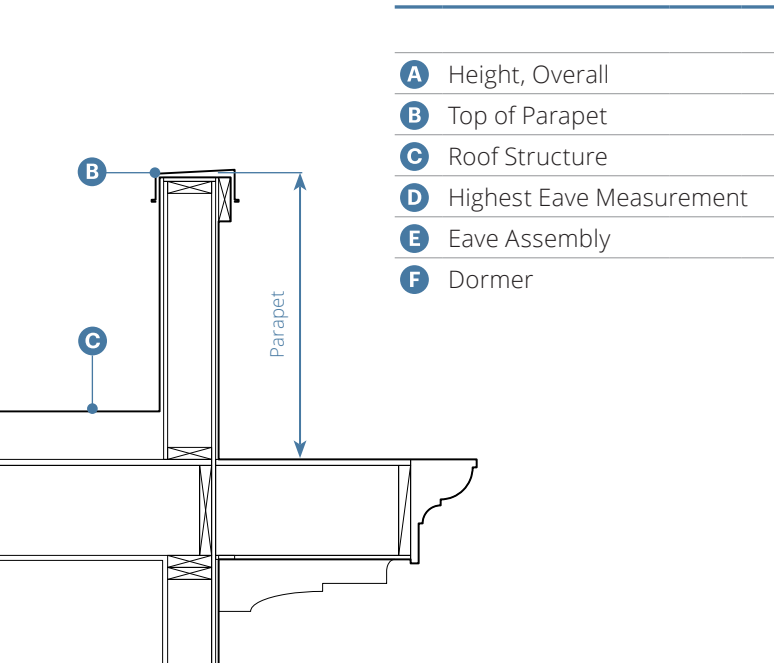 A Height, Overall
B Top of Parapet
C Roof Structure
D Highest Eave Measurement
E Eave Assembly
F Dormer
B
Parapet
C